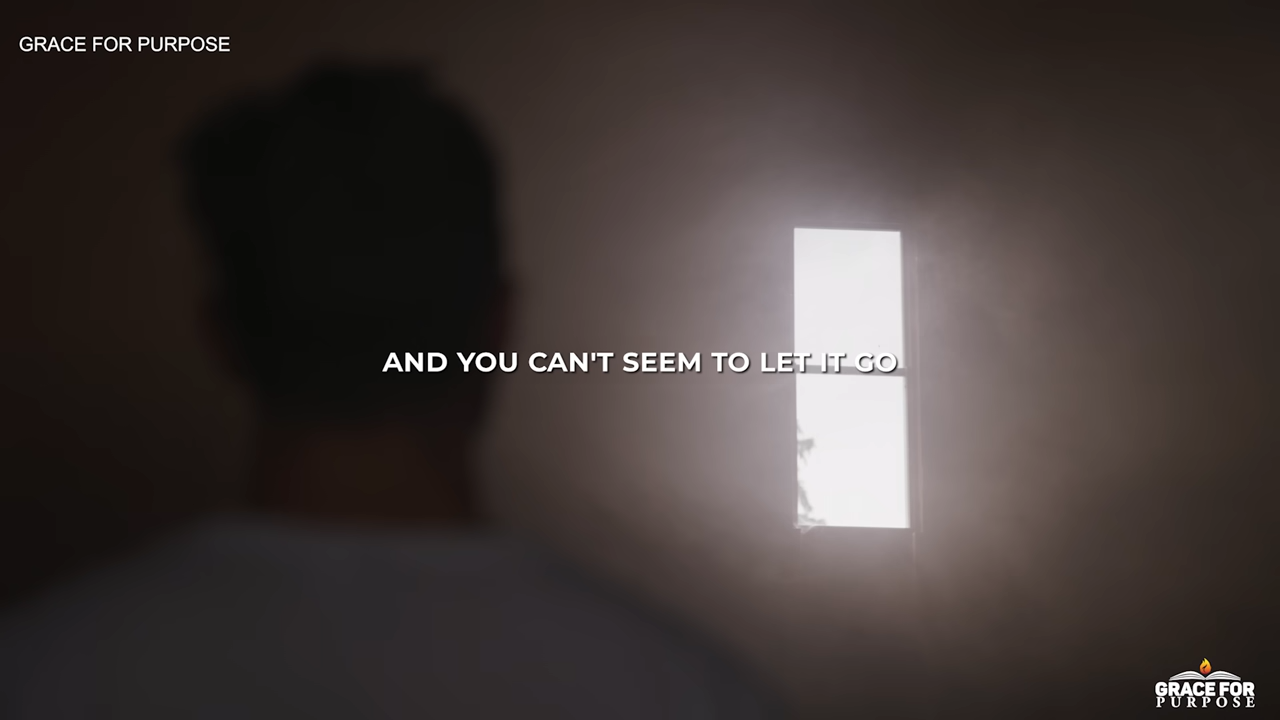 GRACE FOR PURPOSE
AND YOU CAN'T SEEM TO LET IT GO
GRACE FOR
PURPOSE